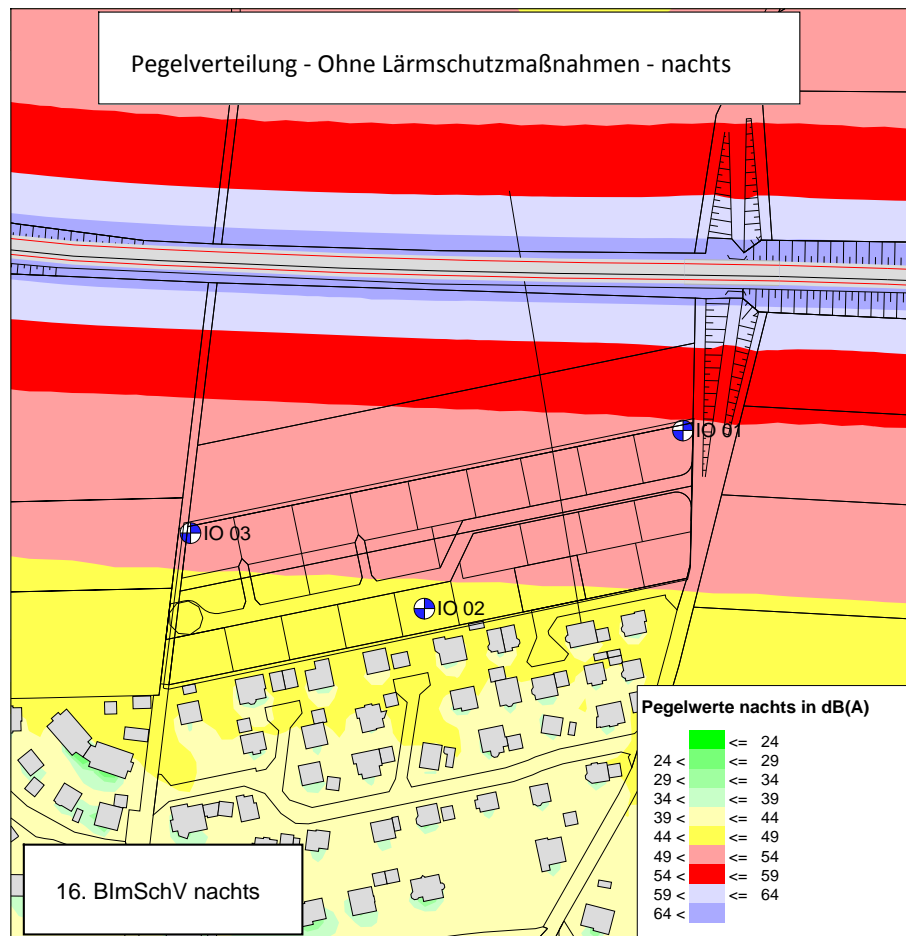 Pegelverteilung - Ohne Lärmschutzmaßnahmen - nachts
IO 01
IO 03
IO 02
Pegelwerte nachts in dB(A)
<= 24
24 < <= 29
29 < <= 34
34 < <= 39
39 < <= 44
44 < <= 49
49 < <= 54
54 < <= 59
59 < <= 64
64 <
16. BImSchV nachts